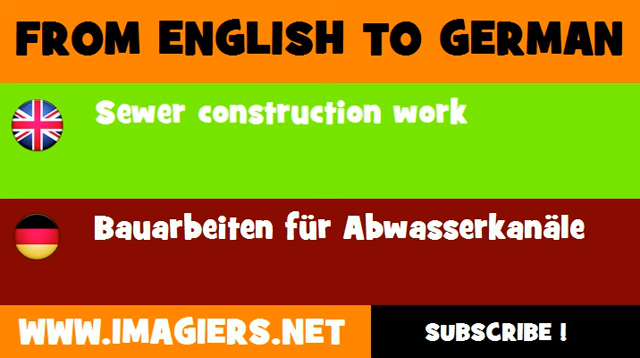 FROM ENGLISH TO GERMAN
Sewer construction work
Bauarbeiten für Abwasserkanäle
WWW.IMAGIERS.NET
SUBSCRIBE !